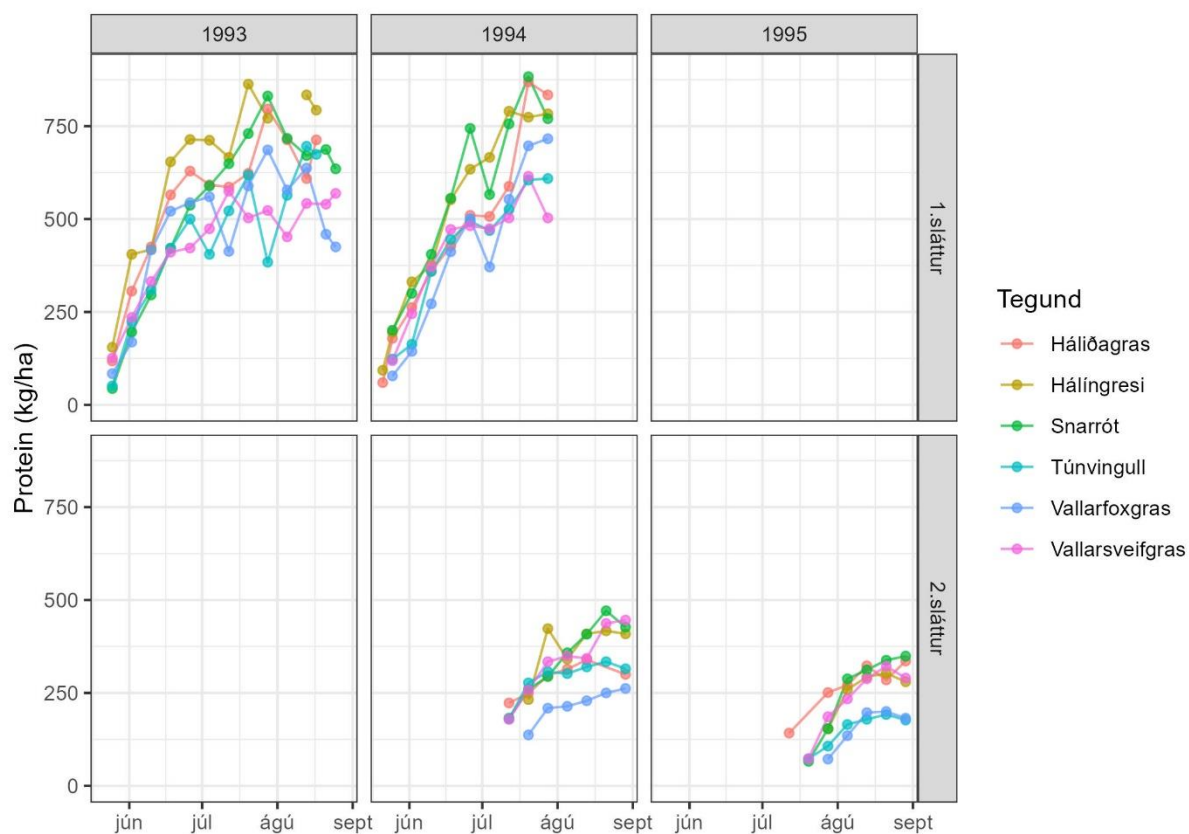 1993 1994 1995
Protein (kg/ha)
750
500
250
0
1.sláttur
750
500
250
0
2.sláttur
jún júl ágú sept jún júl ágú sept jún júl ágú sept
Tegund
Háliðagras
Hálíngresi
Snarrót
Túnvingull
Vallarfoxgras
Vallarsveifgras